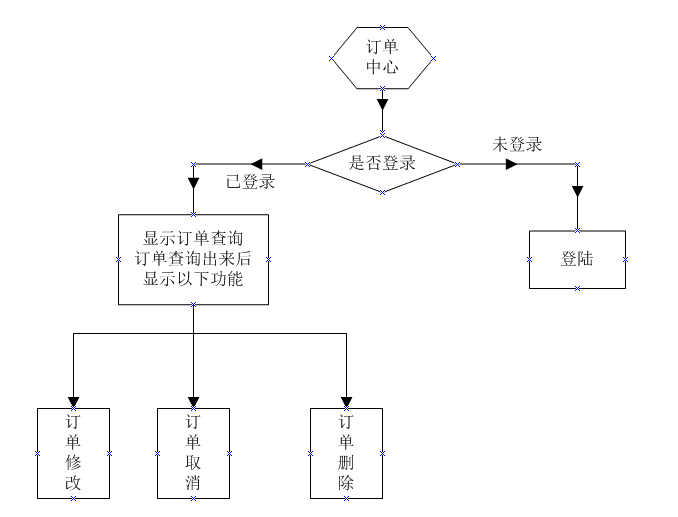 订单
中心
是否登录
未登录
已登录
显示订单查询
订单查询出来后
显示以下功能
登陆
订
单
修
改
订
单
取
消
订
单
删
除